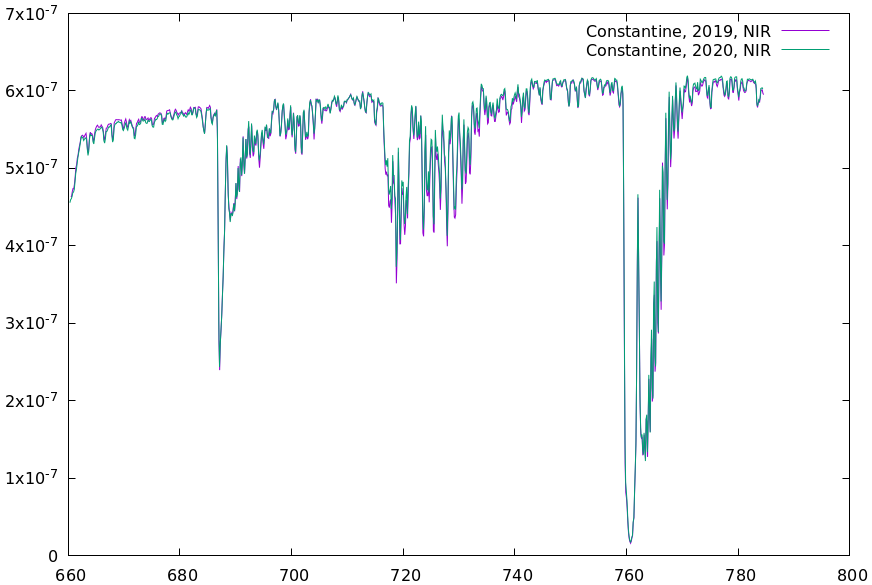 7x10-7
Constantine, 2019, NIR
Constantine, 2020, NIR
6x10-7
5x10-7
4x10-7
3x10-7
2x10-7
1x10-7
0
660 680 700 720 740 760 780 800